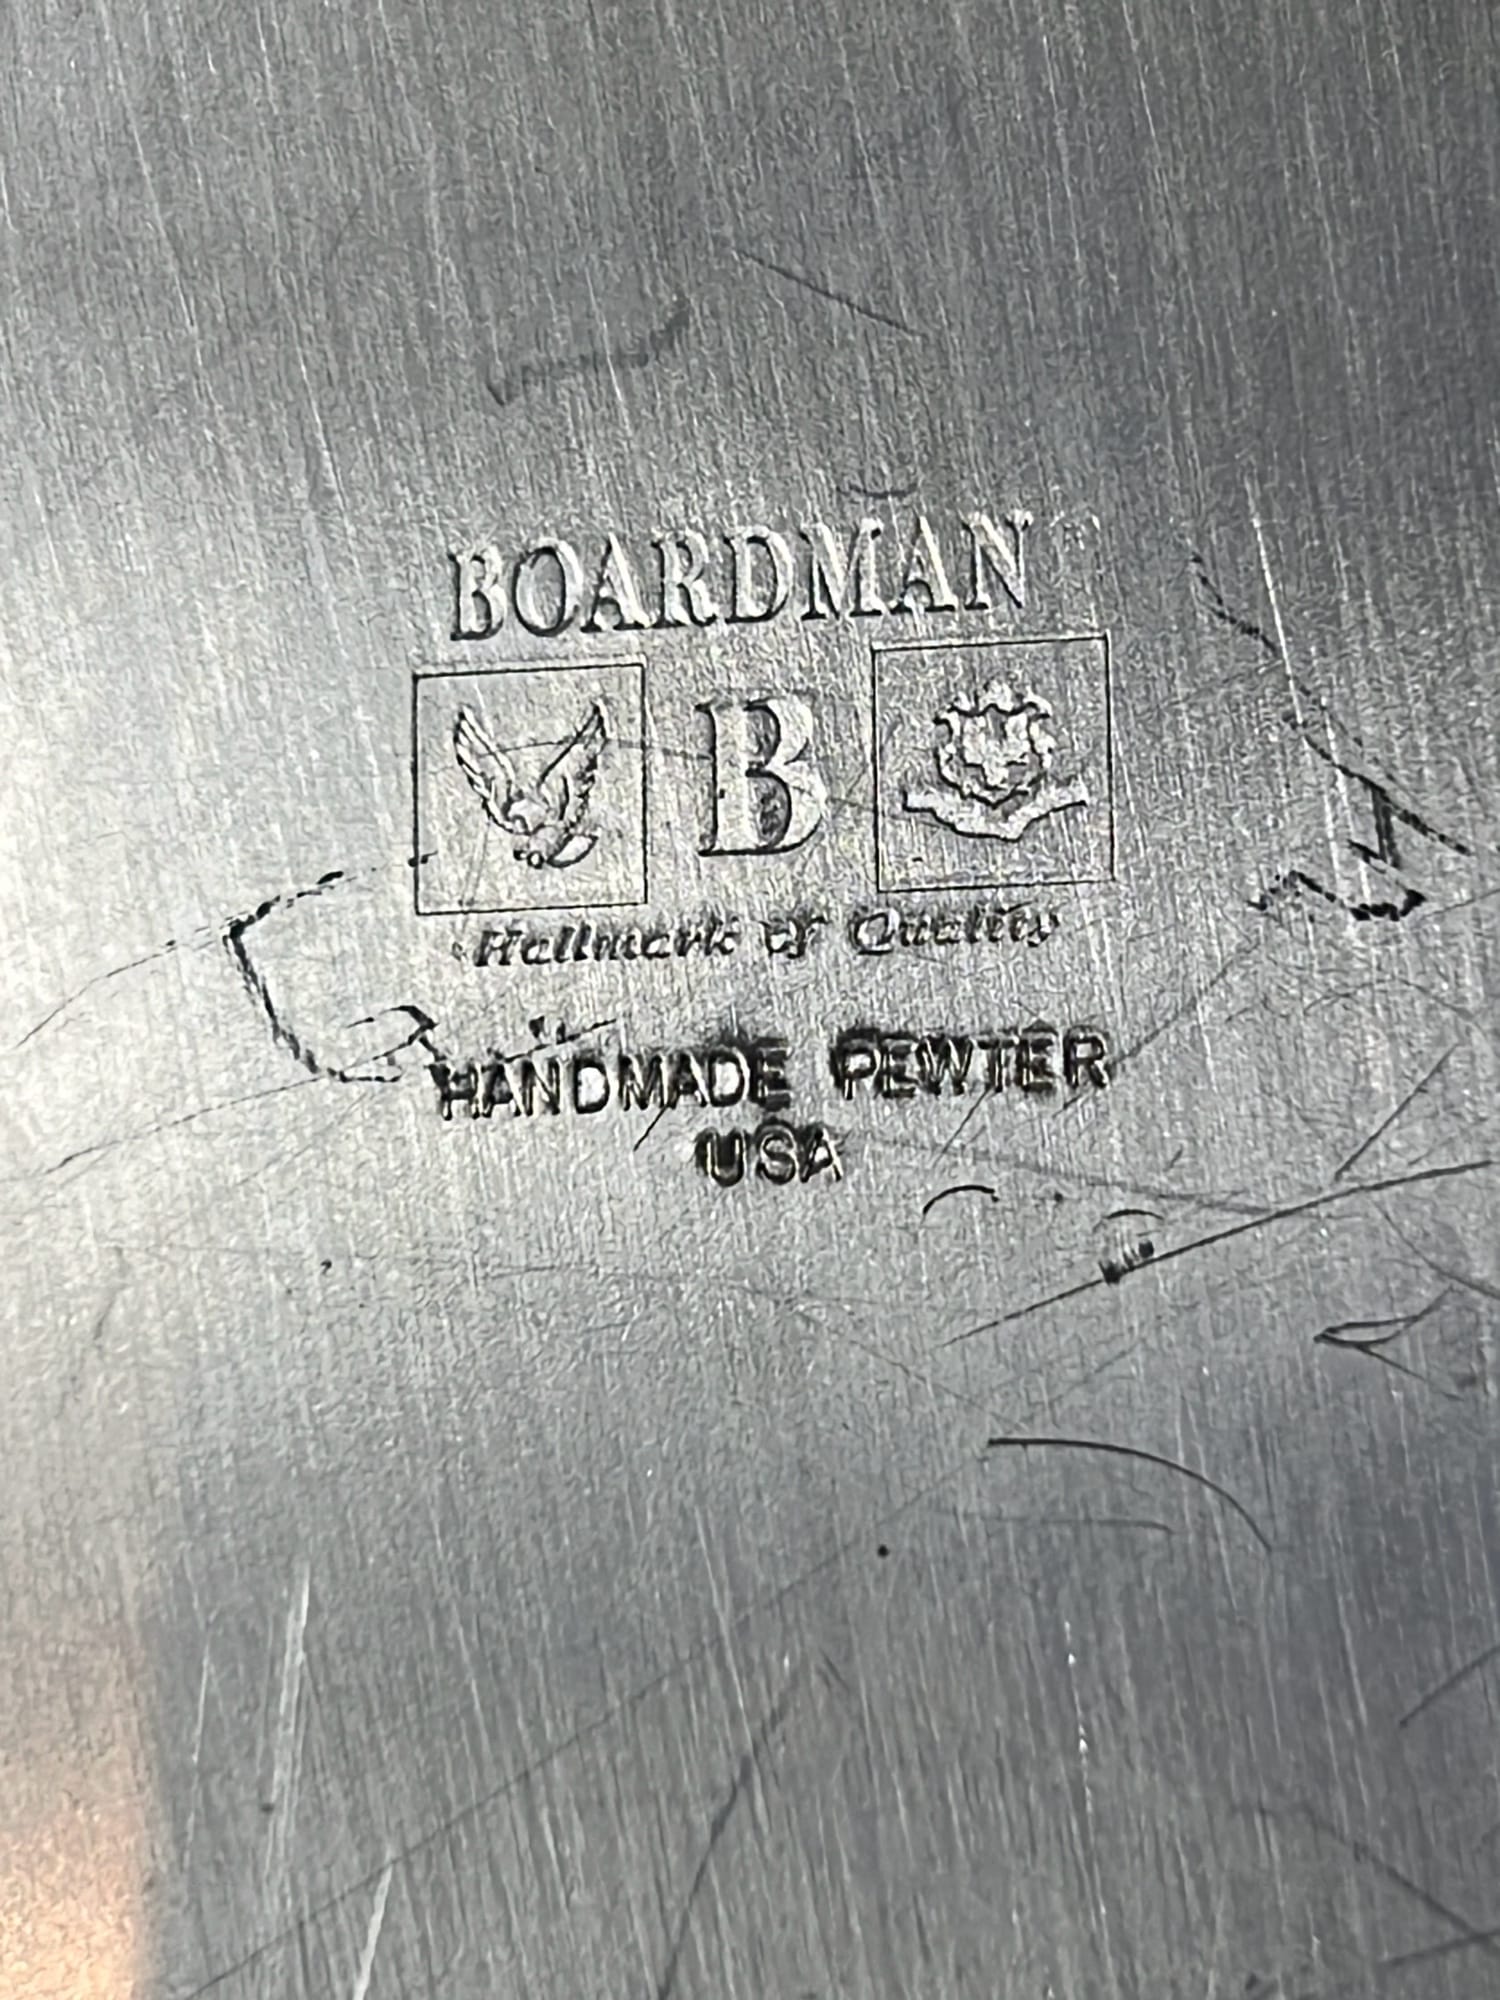 BOARDMAN
B
Hallmark of Quality
HANDMADE PEWTER
USA